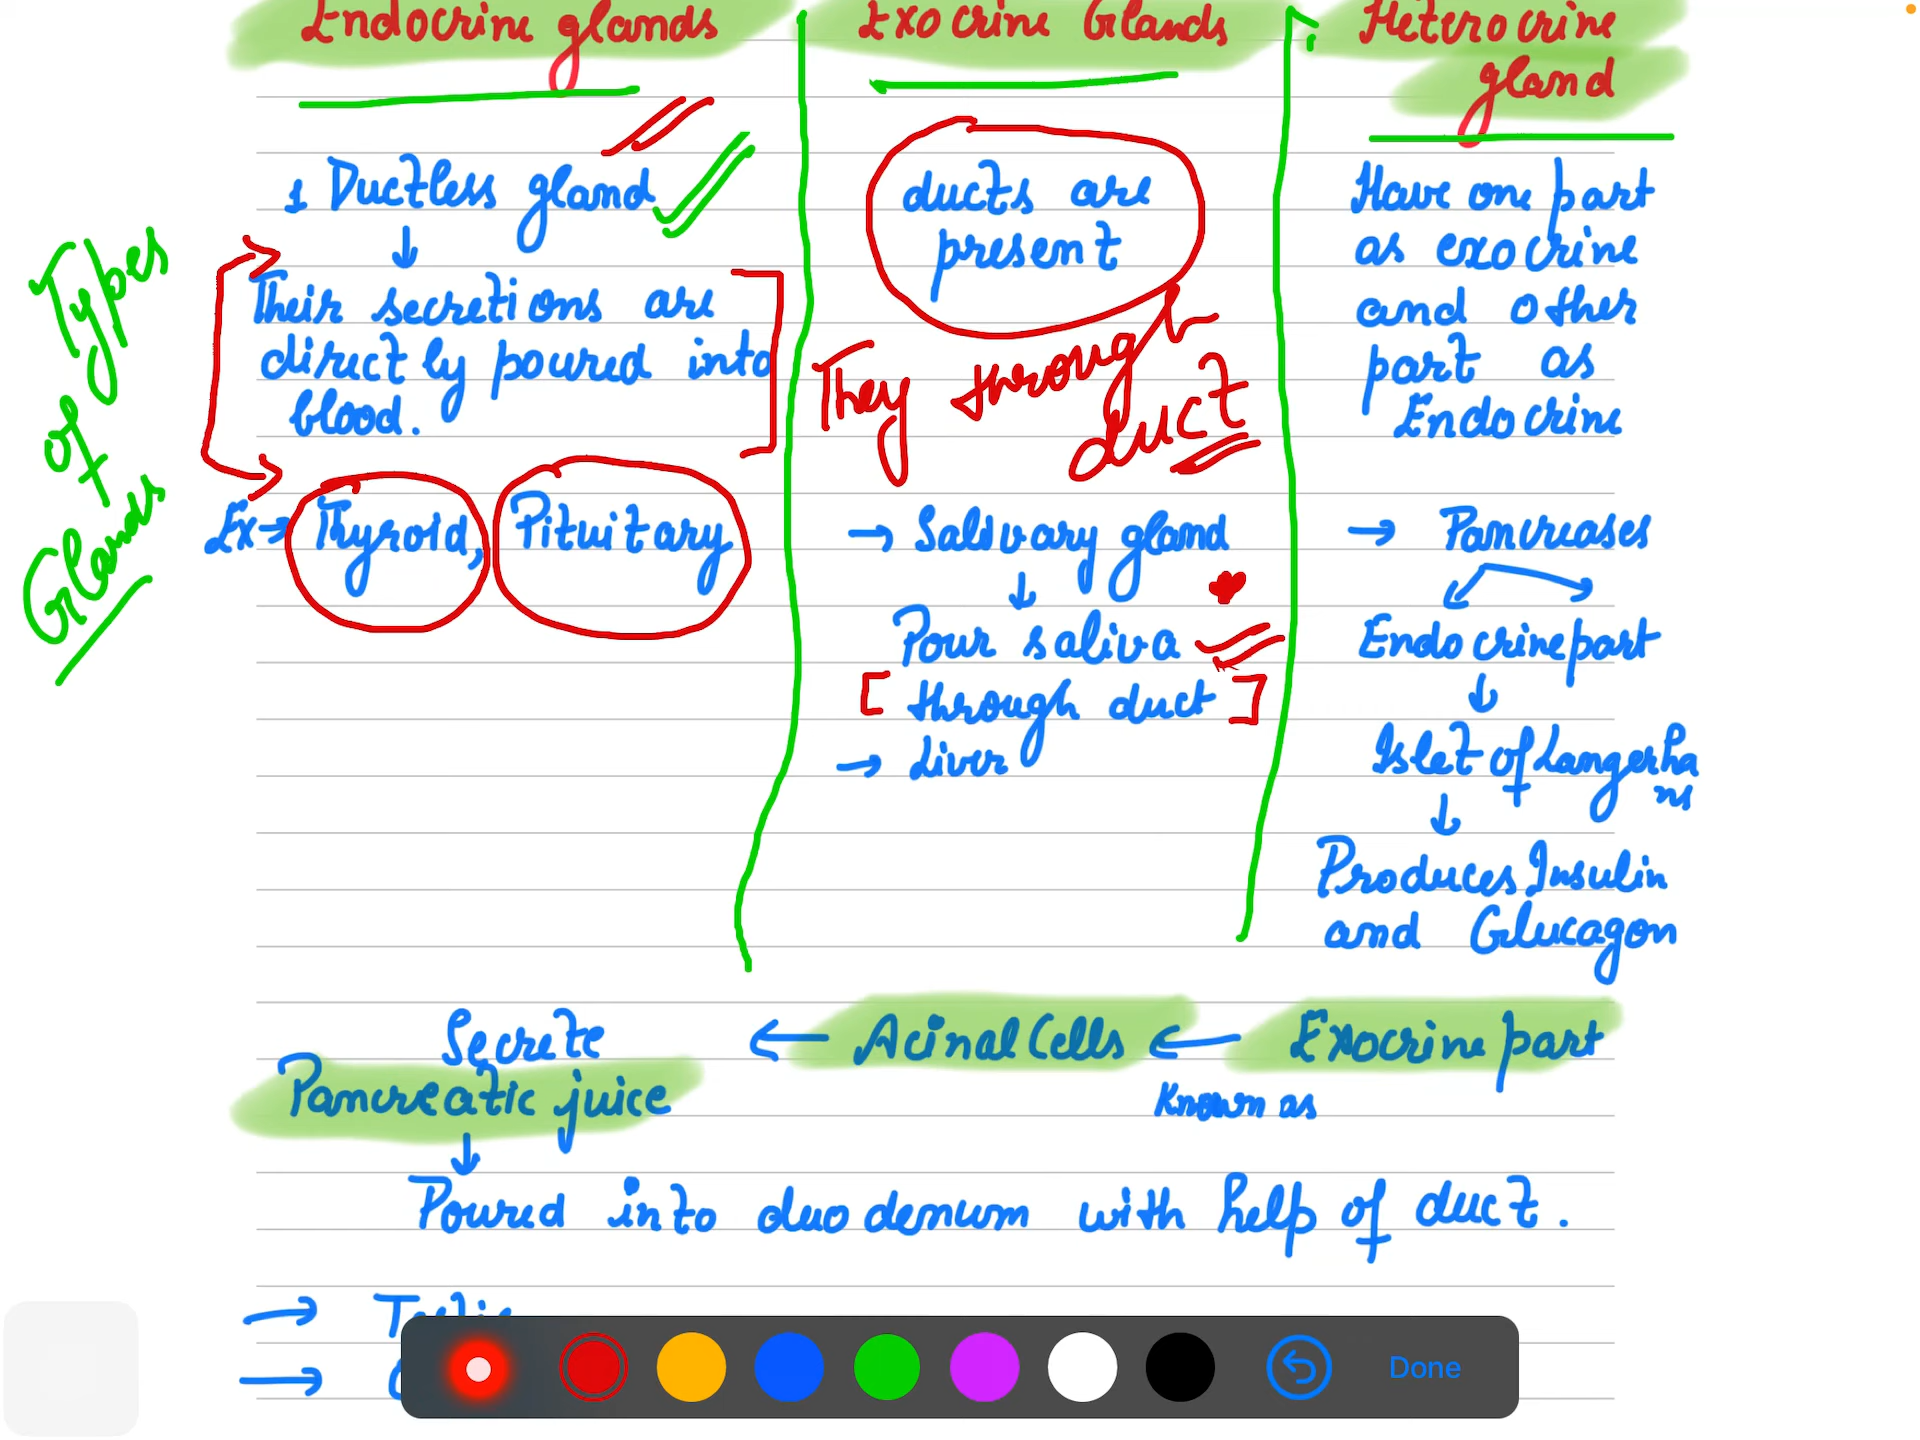 Endocrine glands
1 Ductless gland
↓
Their secretions are
directly poured into
blood.
Ex→ Thyroid, Pituitary
Exocrine Glands
ducts are
present
They through
duct
→ Salivary gland
↓
Pour saliva
[ through duct ]
→ Liver
Heterocrine
gland
Have one part
as exocrine
and other
part as
Endocrine
→ Pancreases
Endocrine part
↓
Islet of Langerha
ns
↓
Produces Insulin
and Glucagon
Types
of
Glands
Secrete ← Acinal Cells ← Exocrine part
Known as
Pancreatic juice
↓
Poured into duodenum with help of duct.
→
→
Done